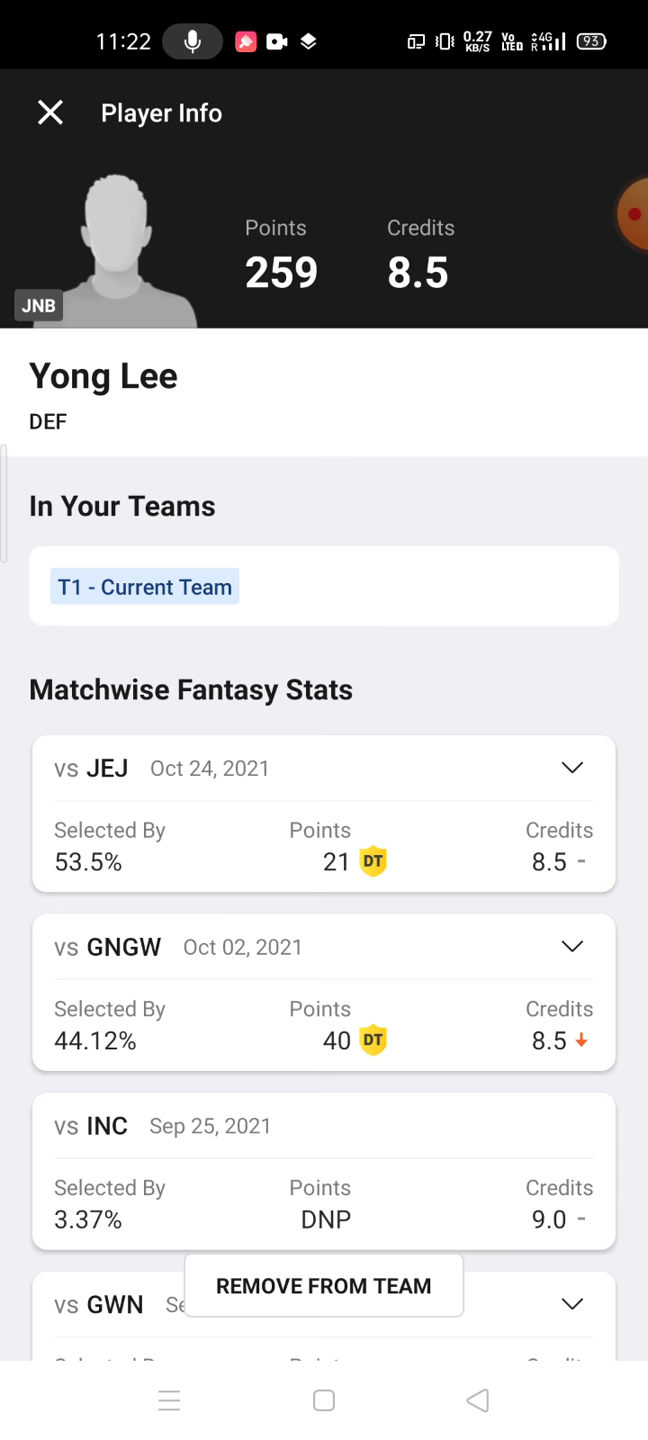 11:22 0.27 KB/S Vo LTED 4G R 93
Player Info
Points Credits
259 8.5
JNB
Yong Lee
DEF
In Your Teams
T1 - Current Team
Matchwise Fantasy Stats
vs JEJ Oct 24, 2021
Selected By Points Credits
53.5% 21 DT 8.5 -
vs GNGW Oct 02, 2021
Selected By Points Credits
44.12% 40 DT 8.5
vs INC Sep 25, 2021
Selected By Points Credits
3.37% DNP 9.0 -
REMOVE FROM TEAM
vs GWN